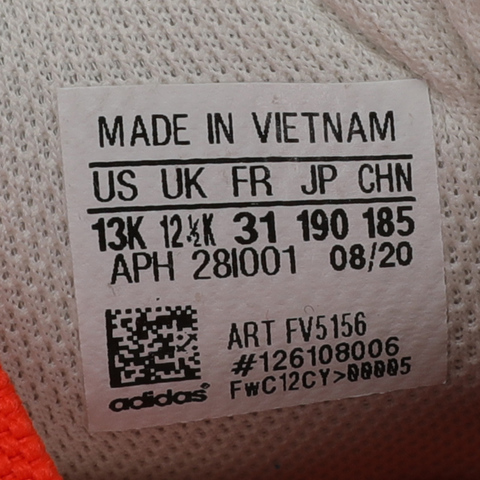 MADE IN VIETNAM
US UK FR JP CHN
13K 12½K 31 190 185
APH 28I001 08/20
ART FV5156
#126108006
FwC12CY>00005
adidas